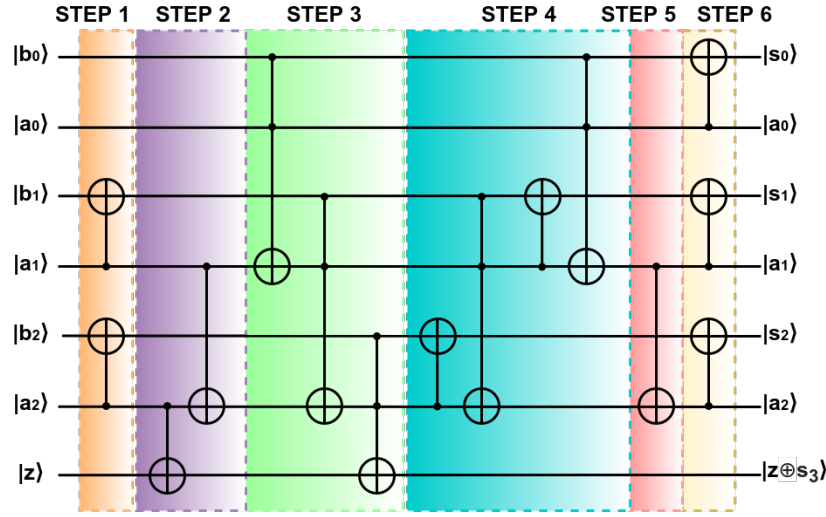 STEP 1 STEP 2 STEP 3 STEP 4 STEP 5 STEP 6
|b₀⟩ |s₀⟩
|a₀⟩ |a₀⟩
|b₁⟩ |s₁⟩
|a₁⟩ |a₁⟩
|b₂⟩ |s₂⟩
|a₂⟩ |a₂⟩
|z⟩ |z⊕s₃⟩